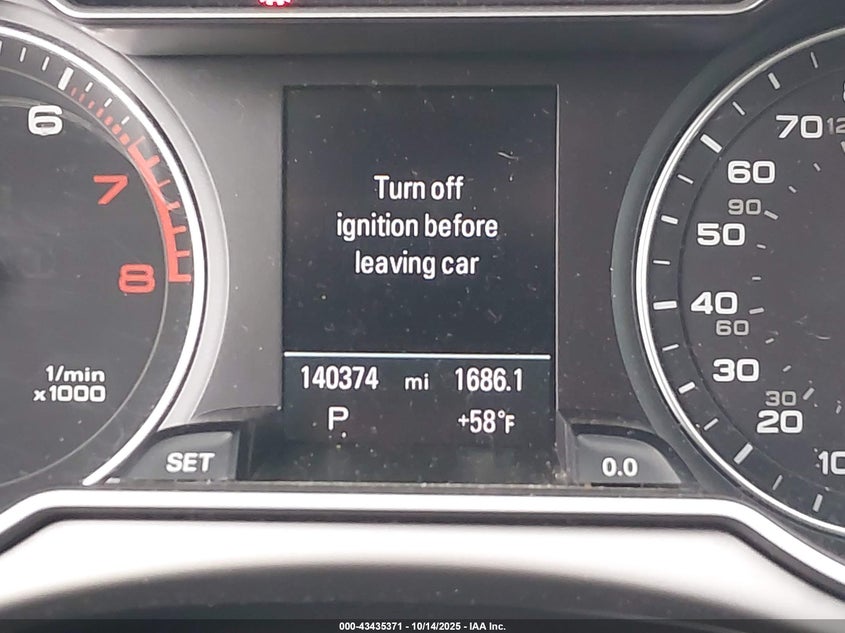 6
7
8
1/min
x1000
Turn off
ignition before
leaving car
140374 mi 1686.1
P +58°F
SET
0.0
70
60
90
50
40
60
30
30
20
10
000-43435371 - 10/14/2025 - IAA Inc.